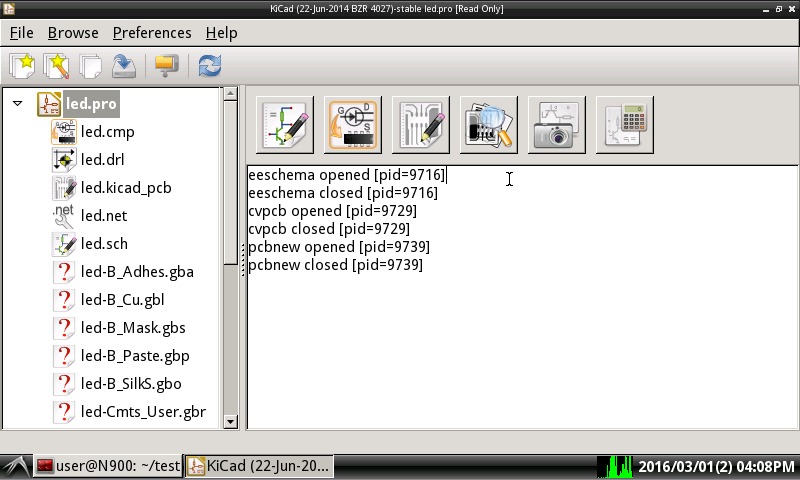 KiCad (22-Jun-2014 BZR 4027)-stable led.pro [Read Only]
File Browse Preferences Help
led.pro
led.cmp
led.drl
led.kicad_pcb
.net led.net
led.sch
led-B_Adhes.gba
led-B_Cu.gbl
led-B_Mask.gbs
led-B_Paste.gbp
led-B_SilkS.gbo
led-Cmts_User.gbr
G D
eeschema opened [pid=9716]
eeschema closed [pid=9716]
cvpcb opened [pid=9729]
cvpcb closed [pid=9729]
pcbnew opened [pid=9739]
pcbnew closed [pid=9739]
user@N900: ~/test
KiCad (22-Jun-20...
2016/03/01(2) 04:08PM